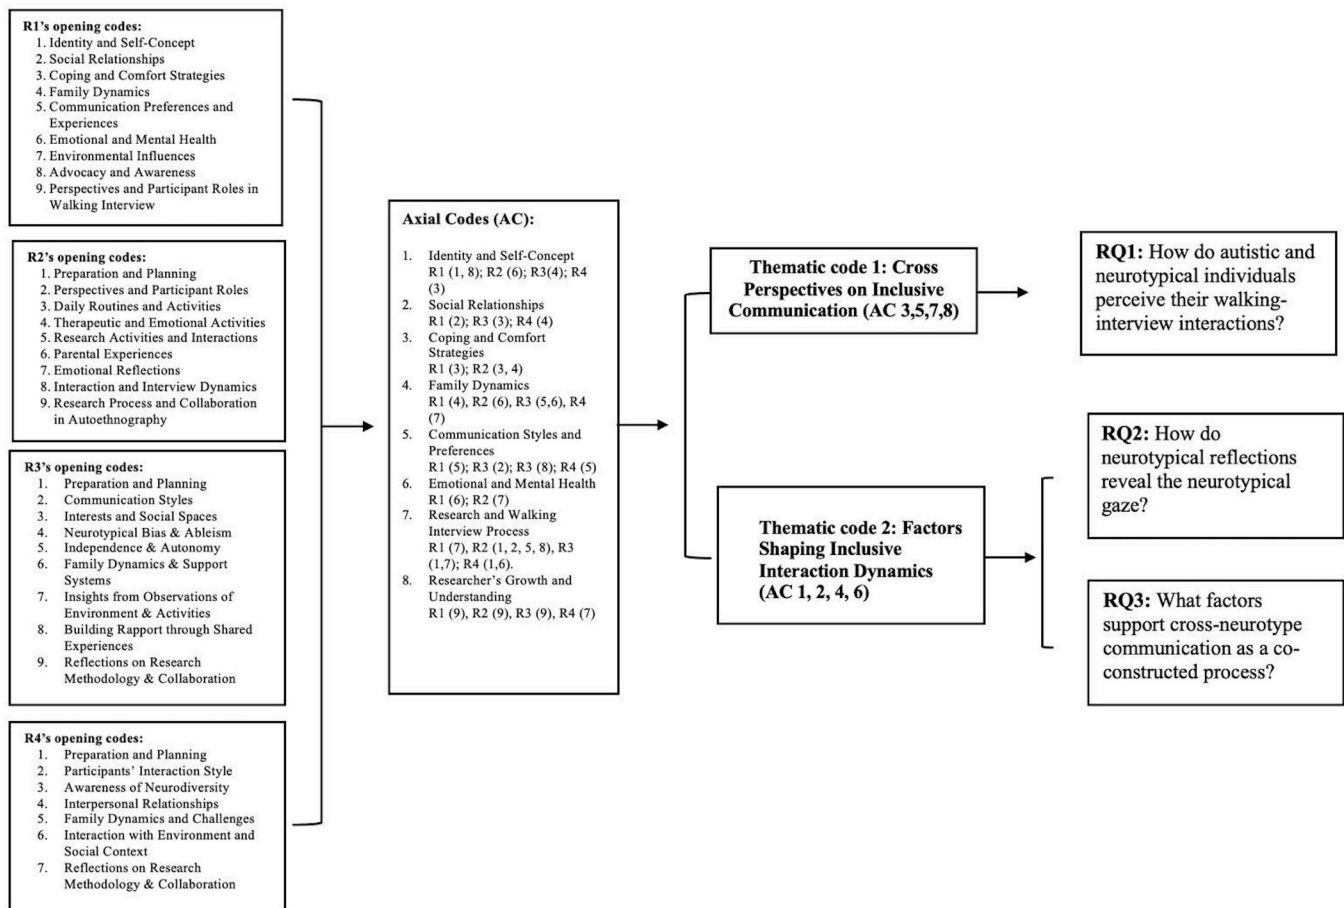 R1's opening codes:
1. Identity and Self-Concept
2. Social Relationships
3. Coping and Comfort Strategies
4. Family Dynamics
5. Communication Preferences and
Experiences
6. Emotional and Mental Health
7. Environmental Influences
8. Advocacy and Awareness
9. Perspectives and Participant Roles in
Walking Interview
R2's opening codes:
1. Preparation and Planning
2. Perspectives and Participant Roles
3. Daily Routines and Activities
4. Therapeutic and Emotional Activities
5. Research Activities and Interactions
6. Parental Experiences
7. Emotional Reflections
8. Interaction and Interview Dynamics
9. Research Process and Collaboration
in Autoethnography
R3's opening codes:
1. Preparation and Planning
2. Communication Styles
3. Interests and Social Spaces
4. Neurotypical Bias & Ableism
5. Independence & Autonomy
6. Family Dynamics & Support
Systems
7. Insights from Observations of
Environment & Activities
8. Building Rapport through Shared
Experiences
9. Reflections on Research
Methodology & Collaboration
R4's opening codes:
1. Preparation and Planning
2. Participants' Interaction Style
3. Awareness of Neurodiversity
4. Interpersonal Relationships
5. Family Dynamics and Challenges
6. Interaction with Environment and
Social Context
7. Reflections on Research
Methodology & Collaboration
Axial Codes (AC):
1. Identity and Self-Concept
R1 (1, 8); R2 (6); R3(4); R4
(3)
2. Social Relationships
R1 (2); R3 (3); R4 (4)
3. Coping and Comfort
Strategies
R1 (3); R2 (3, 4)
4. Family Dynamics
R1 (4), R2 (6), R3 (5,6), R4
(7)
5. Communication Styles and
Preferences
R1 (5); R3 (2); R3 (8); R4 (5)
6. Emotional and Mental Health
R1 (6); R2 (7)
7. Research and Walking
Interview Process
R1 (7), R2 (1, 2, 5, 8), R3
(1,7); R4 (1,6).
8. Researcher's Growth and
Understanding
R1 (9), R2 (9), R3 (9), R4 (7)
Thematic code 1: Cross
Perspectives on Inclusive
Communication (AC 3,5,7,8)
Thematic code 2: Factors
Shaping Inclusive
Interaction Dynamics
(AC 1, 2, 4, 6)
RQ1: How do autistic and
neurotypical individuals
perceive their walking-
interview interactions?
RQ2: How do
neurotypical reflections
reveal the neurotypical
gaze?
RQ3: What factors
support cross-neurotype
communication as a co-
constructed process?